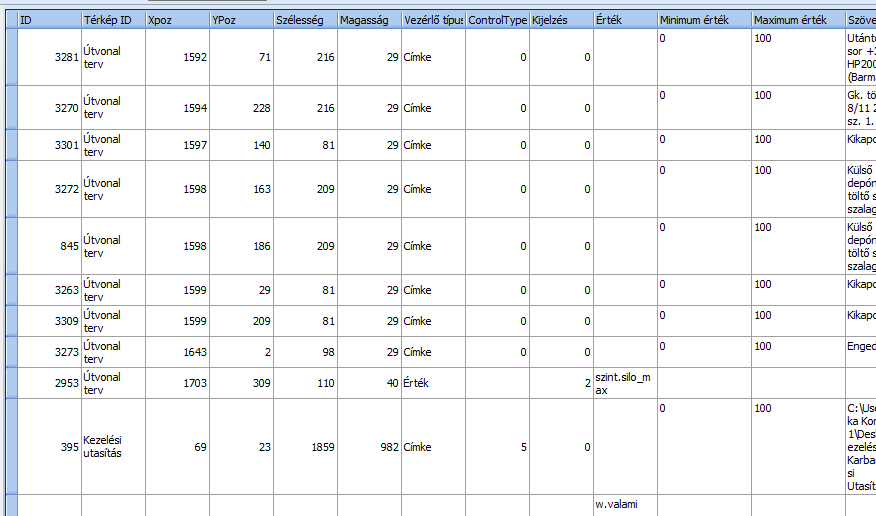 ID Térkép ID Xpoz YPoz Szélesség Magasság Vezérlő típus ControlType Kijelzés Érték Minimum érték Maximum érték Szöve
3281 Útvonal terv 1592 71 216 29 Címke 0 0 0 100 Utánt
sor +3
HP200
(Barm
3270 Útvonal terv 1594 228 216 29 Címke 0 0 0 100 Gk. tö
8/11 2
sz. 1.
3301 Útvonal terv 1597 140 81 29 Címke 0 0 0 100 Kikapc
3272 Útvonal terv 1598 163 209 29 Címke 0 0 0 100 Külső
depón
töltő s
szalag
845 Útvonal terv 1598 186 209 29 Címke 0 0 0 100 Külső
depón
töltő s
szalag
3263 Útvonal terv 1599 29 81 29 Címke 0 0 0 100 Kikapc
3309 Útvonal terv 1599 209 81 29 Címke 0 0 0 100 Kikapc
3273 Útvonal terv 1643 2 98 29 Címke 0 0 0 100 Enged
2953 Útvonal terv 1703 309 110 40 Érték 2 szint.silo_m
ax
395 Kezelési utasítás 69 23 1859 982 Címke 5 0 0 100 C:\Use
ka Kor
1\Des
ezelés
Karba
si
Utasít
w.valami